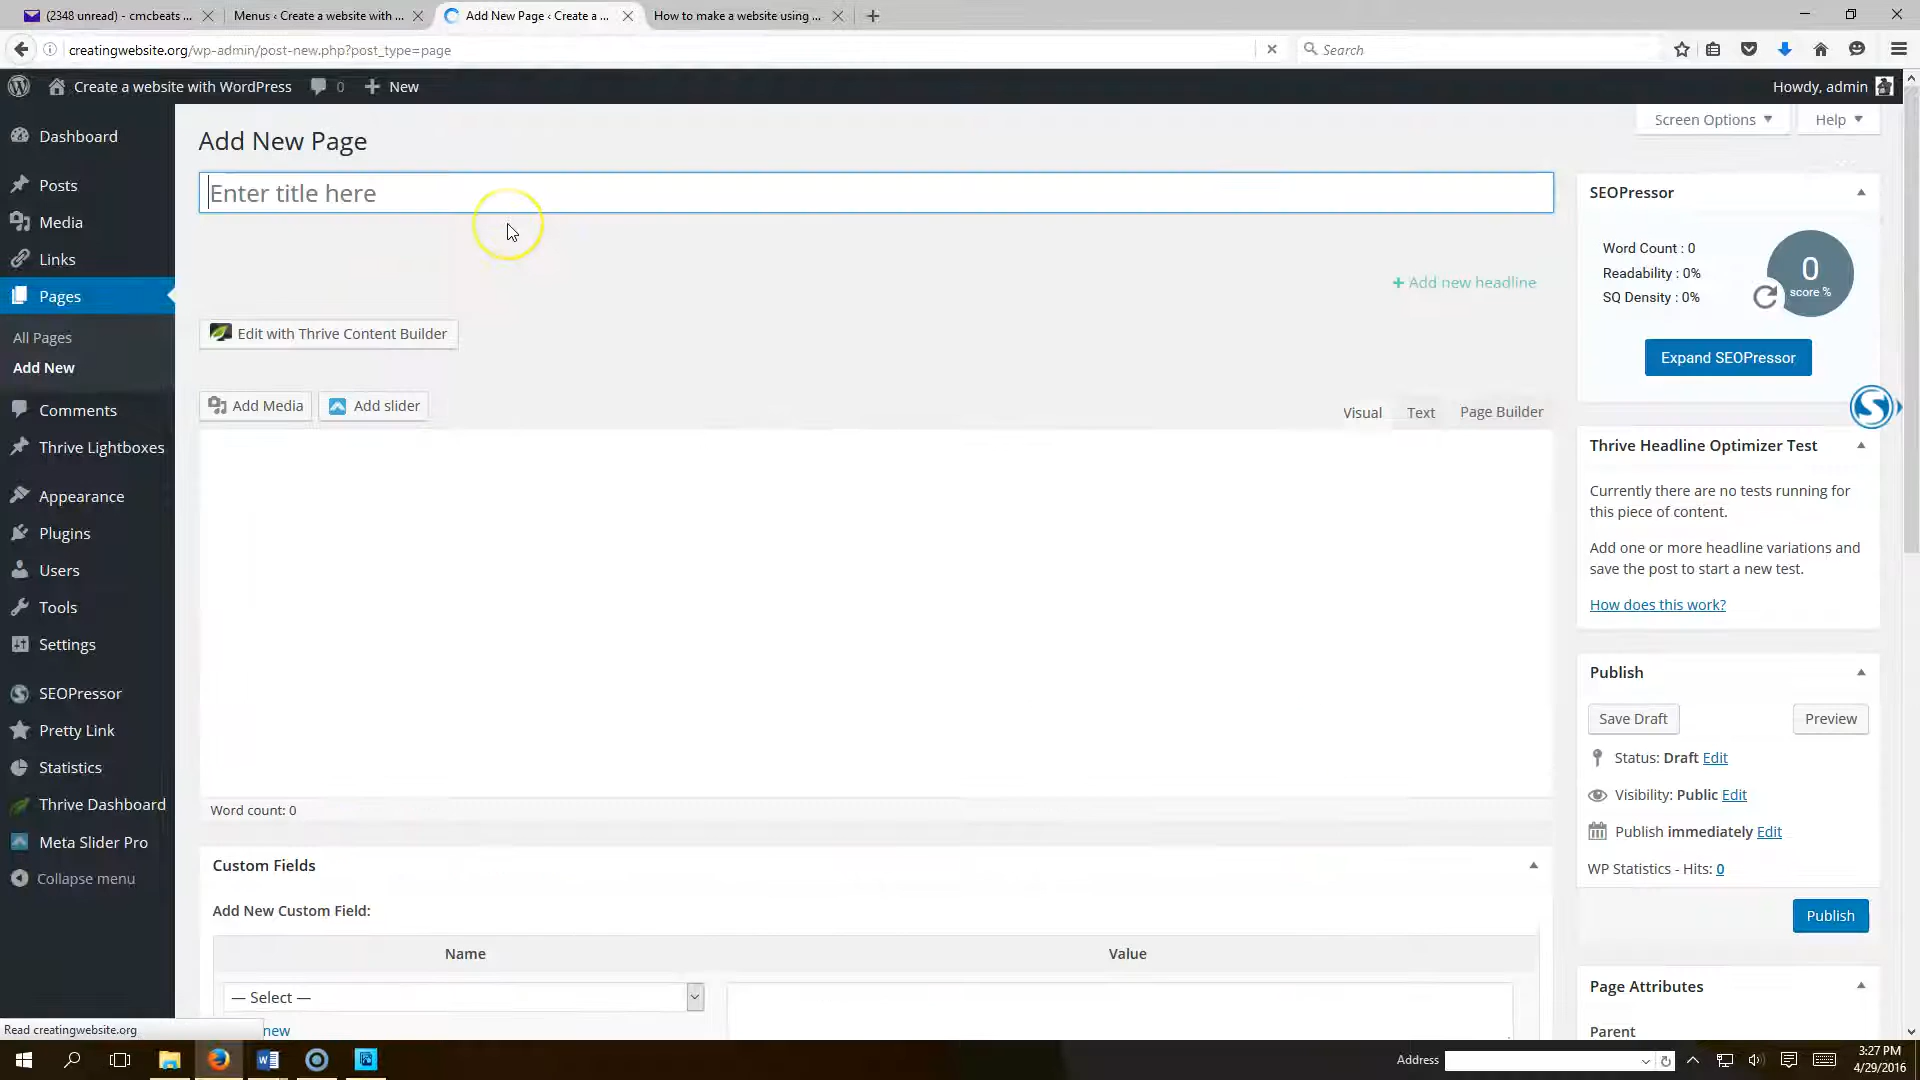 (2348 unread) - cmcbeats ...
Menus ‹ Create a website with ...
Add New Page ‹ Create a ...
How to make a website using ...
creatingwebsite.org/wp-admin/post-new.php?post_type=page
Search
Create a website with WordPress
0
New
Howdy, admin
Dashboard
Posts
Media
Links
Pages
All Pages
Add New
Comments
Thrive Lightboxes
Appearance
Plugins
Users
Tools
Settings
SEOPressor
Pretty Link
Statistics
Thrive Dashboard
Meta Slider Pro
Collapse menu
Read creatingwebsite.org
Add New Page
Screen Options
Help
Enter title here
+ Add new headline
Edit with Thrive Content Builder
Add Media
Add slider
Visual
Text
Page Builder
Word count: 0
Custom Fields
Add New Custom Field:
Name
Value
— Select —
new
SEOPressor
Word Count : 0
Readability : 0%
SQ Density : 0%
0
score %
Expand SEOPressor
S
Thrive Headline Optimizer Test
Currently there are no tests running for
this piece of content.
Add one or more headline variations and
save the post to start a new test.
How does this work?
Publish
Save Draft
Preview
Status: Draft Edit
Visibility: Public Edit
Publish immediately Edit
WP Statistics - Hits: 0
Publish
Page Attributes
Parent
Address
3:27 PM
4/29/2016